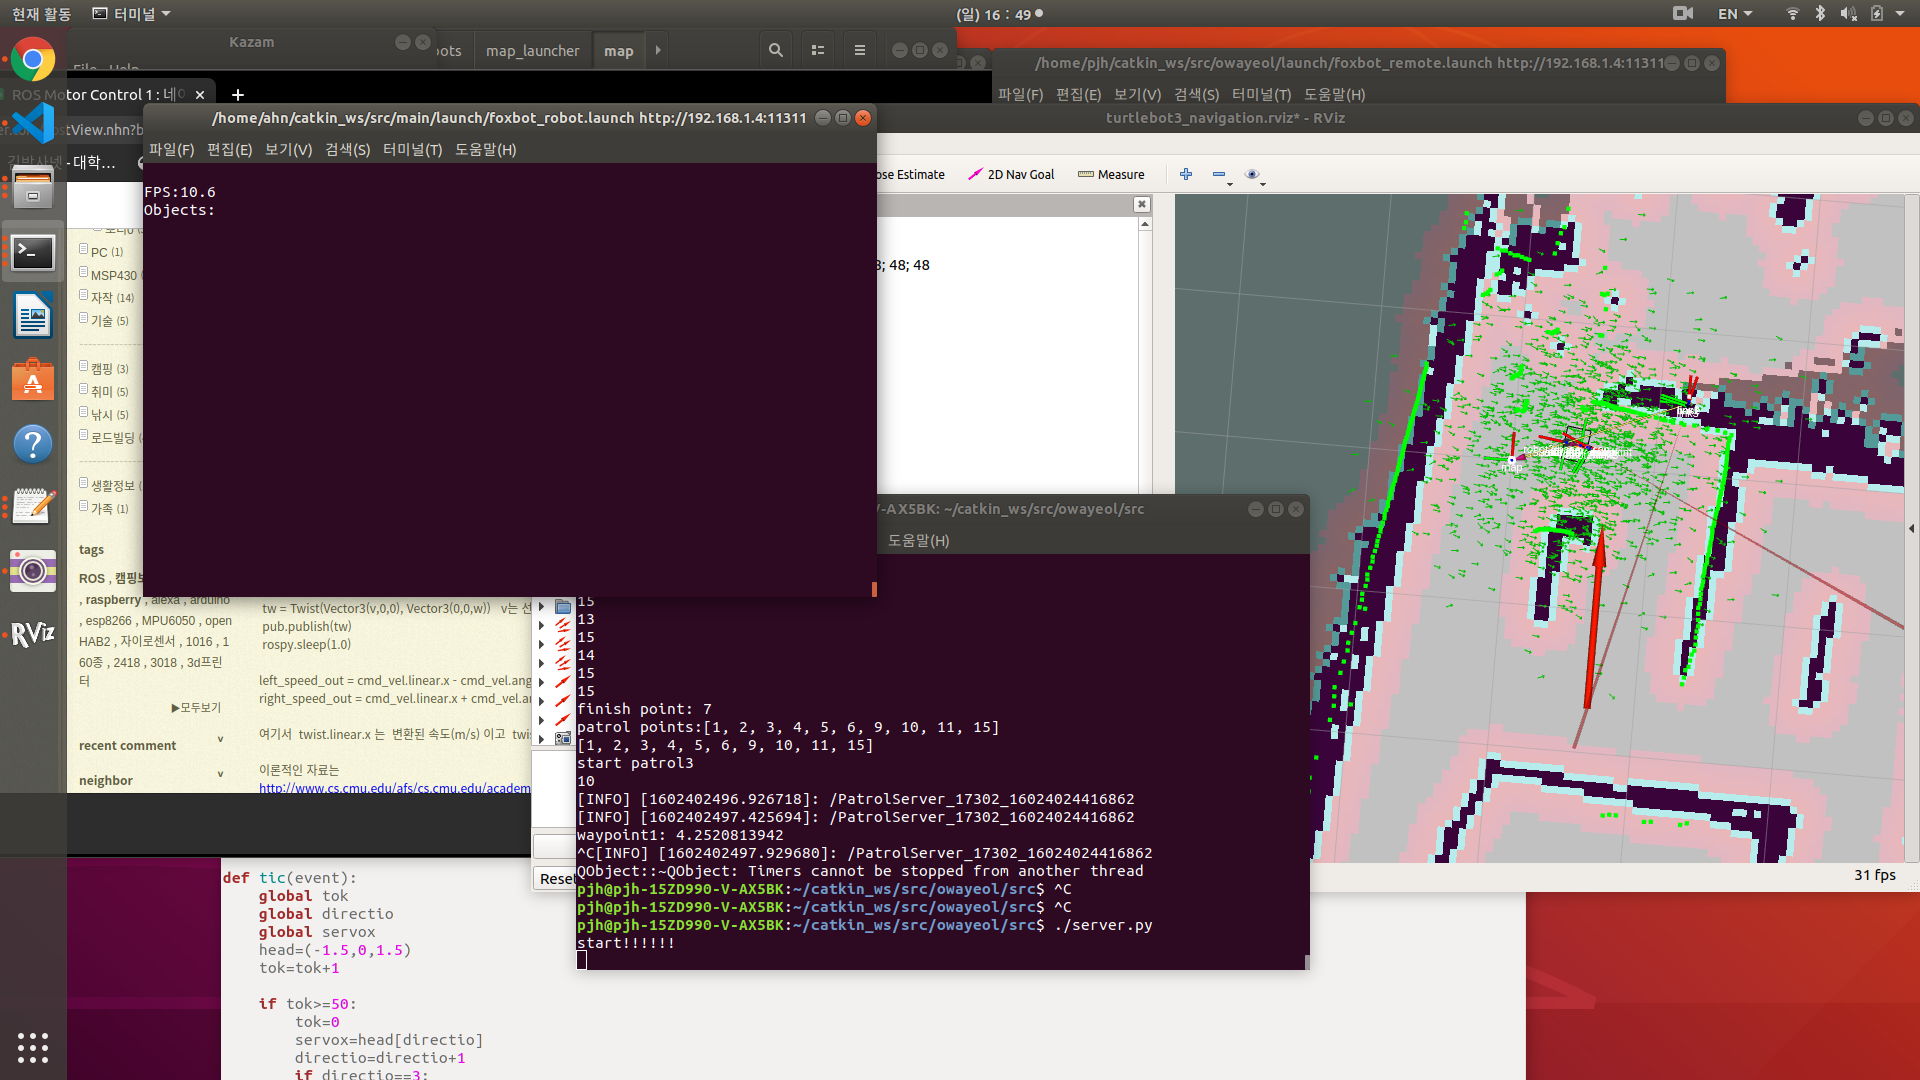 현재 활동
터미널
(일) 16 : 49
EN
Kazam
File Help
bots
map_launcher
map
/home/pjh/catkin_ws/src/owayeol/launch/foxbot_remote.launch http://192.168.1.4:11311
파일(F) 편집(E) 보기(V) 검색(S) 터미널(T) 도움말(H)
ROS Motor Control 1 : 네이
stView.nhn?b
- 대학...
turtlebot3_navigation.rviz* - RViz
ose Estimate
2D Nav Goal
Measure
/home/ahn/catkin_ws/src/main/launch/foxbot_robot.launch http://192.168.1.4:11311
파일(F) 편집(E) 보기(V) 검색(S) 터미널(T) 도움말(H)
FPS:10.6
Objects:
8; 48; 48
PC (1)
MSP430
자작 (14)
기술 (5)
캠핑 (3)
취미 (5)
낚시 (5)
로드빌딩
생활정보
가족 (1)
tags
ROS , 캠핑
, raspberry , alexa , arduino
, esp8266 , MPU6050 , open
HAB2 , 자이로센서 , 1016 , 1
60종 , 2418 , 3018 , 3d프린
터
▶모두보기
recent comment
neighbor
tw = Twist(Vector3(v,0,0), Vector3(0,0,w)) v는 선
pub.publish(tw)
rospy.sleep(1.0)
left_speed_out = cmd_vel.linear.x - cmd_vel.ang
right_speed_out = cmd_vel.linear.x + cmd_vel.an
여기서 twist.linear.x 는 변환된 속도(m/s) 이고 twis
이론적인 자료는
http://www.cs.cmu.edu/afs/cs.cmu.edu/academ
Reset
map
31 fps
V-AX5BK: ~/catkin_ws/src/owayeol/src
도움말(H)
15
13
15
14
15
15
finish point: 7
patrol points:[1, 2, 3, 4, 5, 6, 9, 10, 11, 15]
[1, 2, 3, 4, 5, 6, 9, 10, 11, 15]
start patrol3
10
[INFO] [1602402496.926718]: /PatrolServer_17302_16024024416862
[INFO] [1602402497.425694]: /PatrolServer_17302_16024024416862
waypoint1: 4.2520813942
^C[INFO] [1602402497.929680]: /PatrolServer_17302_16024024416862
QObject::~QObject: Timers cannot be stopped from another thread
pjh@pjh-15ZD990-V-AX5BK:~/catkin_ws/src/owayeol/src$ ^C
pjh@pjh-15ZD990-V-AX5BK:~/catkin_ws/src/owayeol/src$ ^C
pjh@pjh-15ZD990-V-AX5BK:~/catkin_ws/src/owayeol/src$ ./server.py
start!!!!!!
RViz
def tic(event):
global tok
global directio
global servox
head=(-1.5,0,1.5)
tok=tok+1
if tok>=50:
tok=0
servox=head[directio]
directio=directio+1
if directio==3: